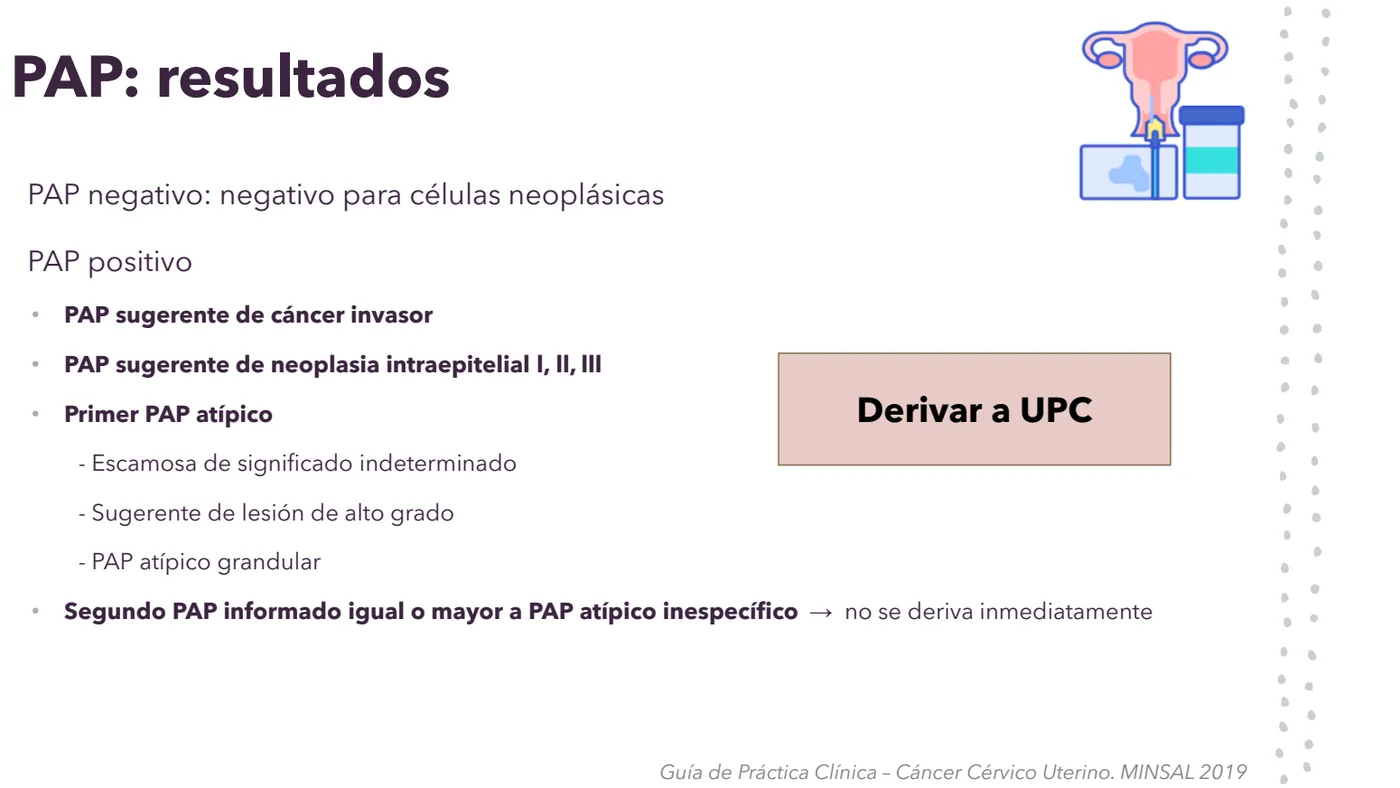 PAP: resultados
PAP negativo: negativo para células neoplásicas
PAP positivo
• PAP sugerente de cáncer invasor
• PAP sugerente de neoplasia intraepitelial l, ll, lll
• Primer PAP atípico
- Escamosa de significado indeterminado
- Sugerente de lesión de alto grado
- PAP atípico grandular
• Segundo PAP informado igual o mayor a PAP atípico inespecífico → no se deriva inmediatamente
Derivar a UPC
Guía de Práctica Clínica – Cáncer Cérvico Uterino. MINSAL 2019